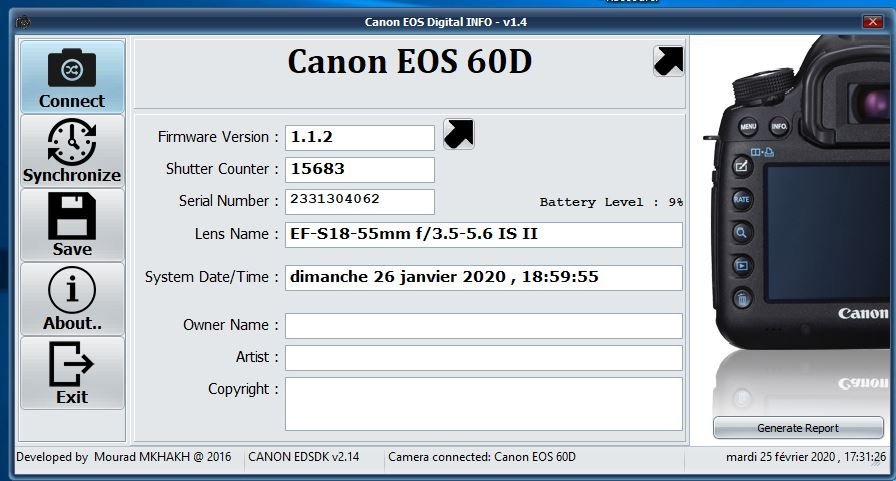 Canon EOS Digital INFO - v1.4
Connect
Synchronize
Save
About..
Exit
Canon EOS 60D
Firmware Version : 1.1.2
Shutter Counter : 15683
Serial Number : 2331304062
Battery Level : 9%
Lens Name : EF-S18-55mm f/3.5-5.6 IS II
System Date/Time : dimanche 26 janvier 2020 , 18:59:55
Owner Name :
Artist :
Copyright :
MENU
INFO.
RATE
Canon
Generate Report
Developed by Mourad MKHAKH @ 2016
CANON EDSDK v2.14
Camera connected: Canon EOS 60D
mardi 25 février 2020 , 17:31:26